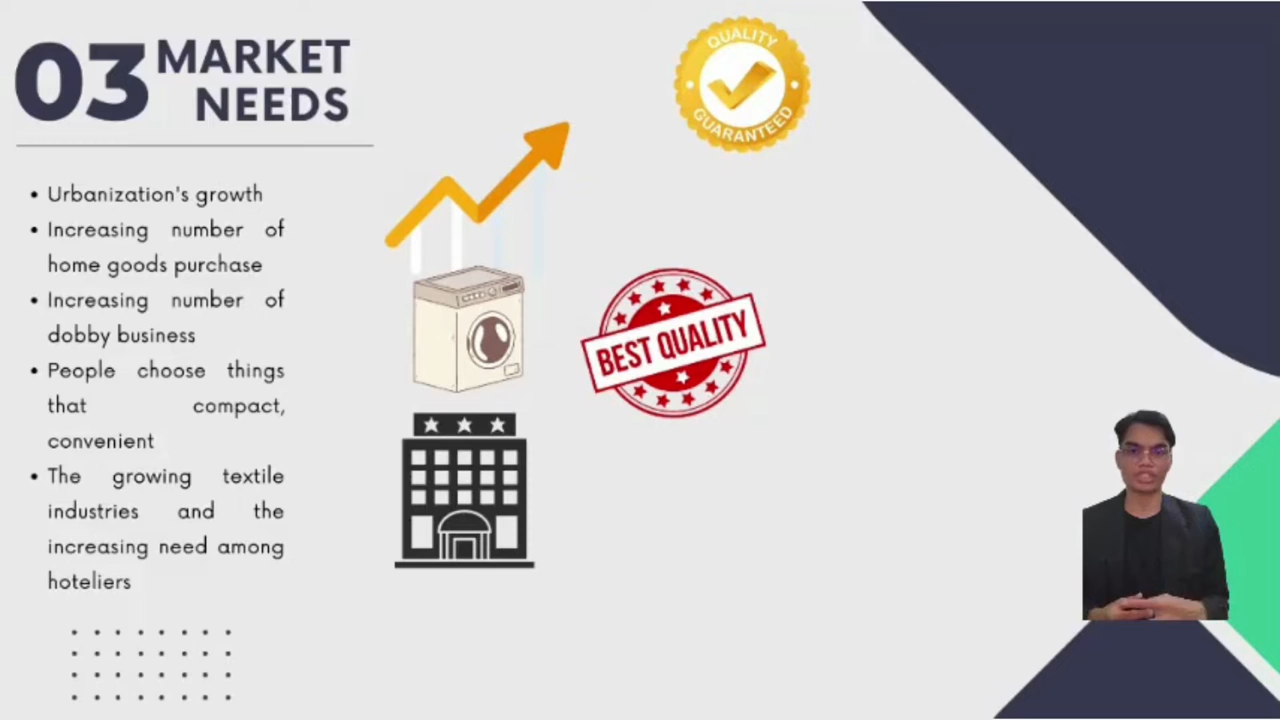 03
MARKET
NEEDS
• Urbanization's growth
• Increasing number of
home goods purchase
• Increasing number of
dobby business
• People choose things
that compact,
convenient
• The growing textile
industries and the
increasing need among
hoteliers
QUALITY
GUARANTEED
BEST QUALITY